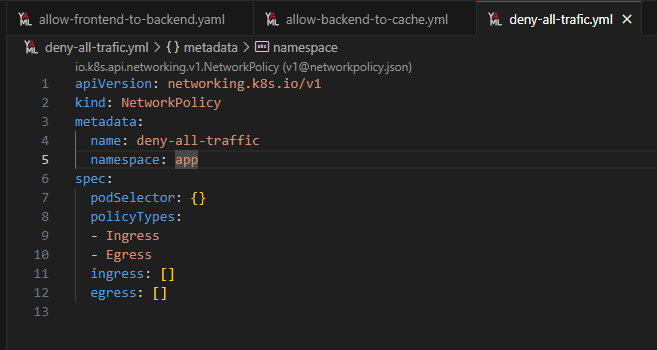 allow-frontend-to-backend.yaml allow-backend-to-cache.yml deny-all-trafic.yml
deny-all-trafic.yml > {} metadata > abc namespace
io.k8s.api.networking.v1.NetworkPolicy (v1@networkpolicy.json)
1 apiVersion: networking.k8s.io/v1
2 kind: NetworkPolicy
3 metadata:
4   name: deny-all-traffic
5   namespace: app
6 spec:
7   podSelector: {}
8   policyTypes:
9   - Ingress
10   - Egress
11   ingress: []
12   egress: []
13